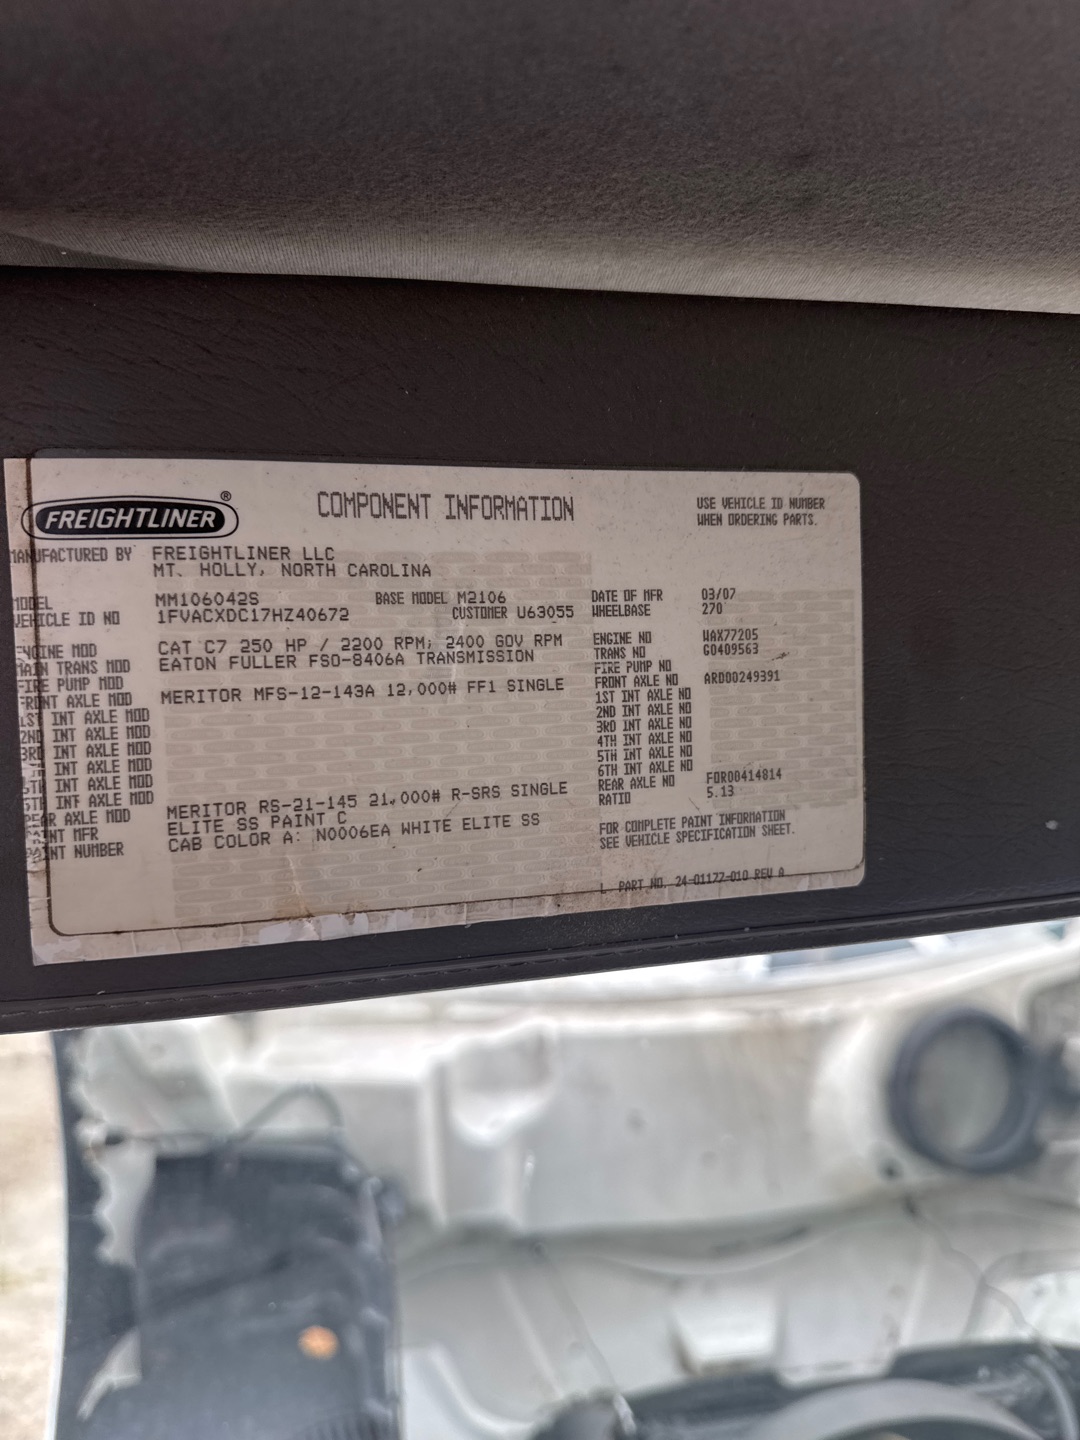 FREIGHTLINER®
COMPONENT INFORMATION
USE VEHICLE ID NUMBER
WHEN ORDERING PARTS.
MANUFACTURED BY FREIGHTLINER LLC
MT. HOLLY, NORTH CAROLINA
MODEL MM106042S BASE MODEL M2106 DATE OF MFR 03/07
VEHICLE ID NO 1FVACXDC17HZ40672 CUSTOMER U63055 WHEELBASE 270
ENGINE MOD CAT C7 250 HP / 2200 RPM; 2400 GOV RPM ENGINE NO WAX77205
MAIN TRANS MOD EATON FULLER FSO-8406A TRANSMISSION TRANS NO G0409563
FIRE PUMP MOD FIRE PUMP NO
FRONT AXLE MOD MERITOR MFS-12-143A 12,000# FF1 SINGLE FRONT AXLE NO ARD00249391
1ST INT AXLE MOD 1ST INT AXLE NO
2ND INT AXLE MOD 2ND INT AXLE NO
3RD INT AXLE MOD 3RD INT AXLE NO
INT AXLE MOD 4TH INT AXLE NO
5TH INT AXLE MOD 5TH INT AXLE NO
6TH INT AXLE MOD 6TH INT AXLE NO
REAR AXLE MOD MERITOR RS-21-145 21,000# R-SRS SINGLE REAR AXLE NO FOR00414814
RATIO 5.13
PAINT MFR ELITE SS PAINT C
PAINT NUMBER CAB COLOR A: N0006EA WHITE ELITE SS
FOR COMPLETE PAINT INFORMATION
SEE VEHICLE SPECIFICATION SHEET.
L PART NO. 24-01177-010 REV A